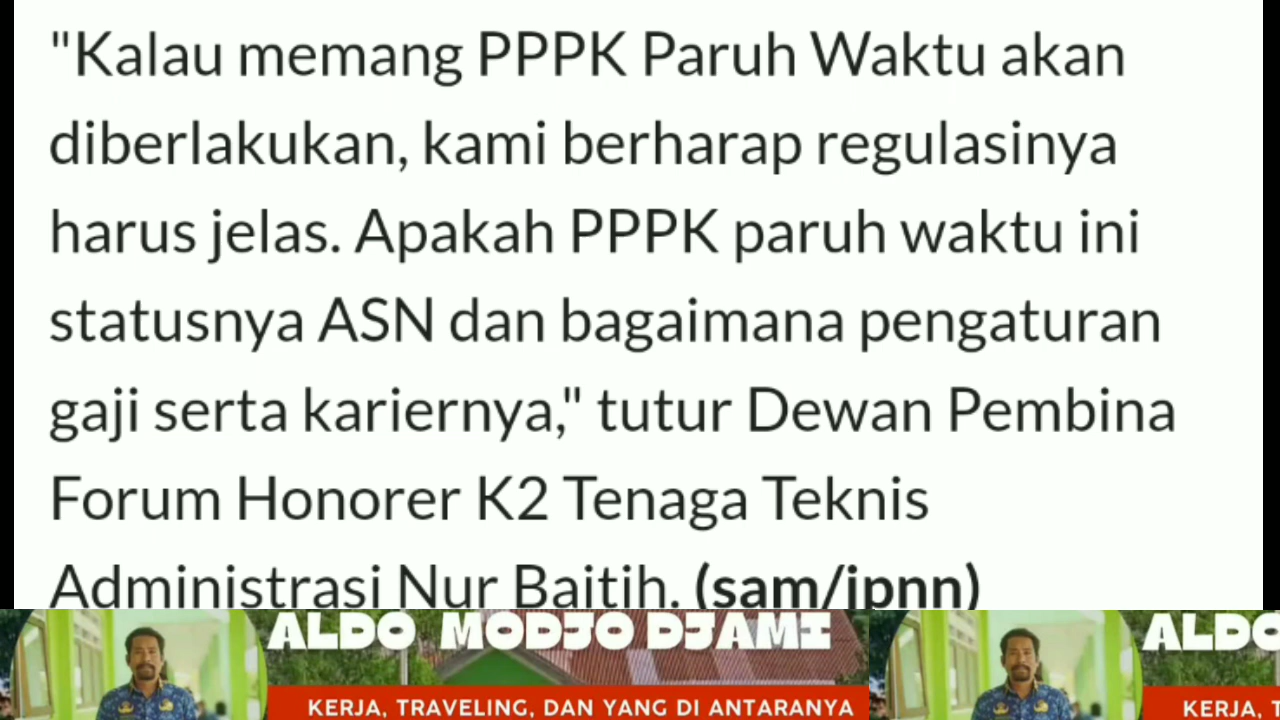 "Kalau memang PPPK Paruh Waktu akan
diberlakukan, kami berharap regulasinya
harus jelas. Apakah PPPK paruh waktu ini
statusnya ASN dan bagaimana pengaturan
gaji serta kariernya," tutur Dewan Pembina
Forum Honorer K2 Tenaga Teknis
Administrasi Nur Baitih. (sam/jpnn)
ALDO MODJO DJAMI
KERJA, TRAVELING, DAN YANG DI ANTARANYA
ALDO
KERJA, T